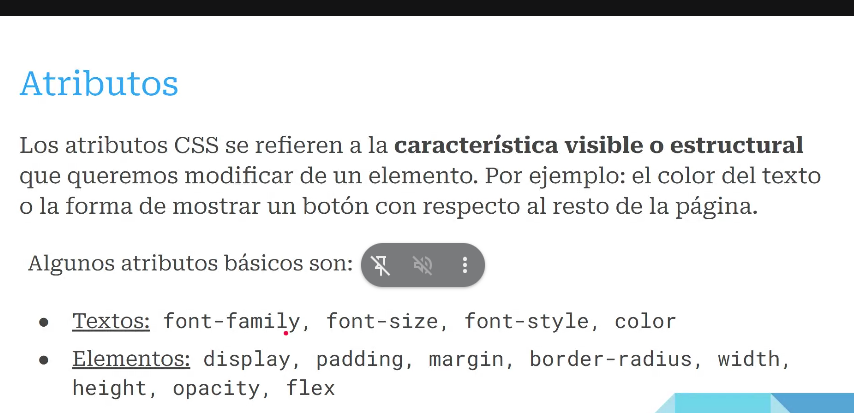 Atributos
Los atributos CSS se refieren a la característica visible o estructural
que queremos modificar de un elemento. Por ejemplo: el color del texto
o la forma de mostrar un botón con respecto al resto de la página.
Algunos atributos básicos son:
● Textos: font-family, font-size, font-style, color
● Elementos: display, padding, margin, border-radius, width,
height, opacity, flex